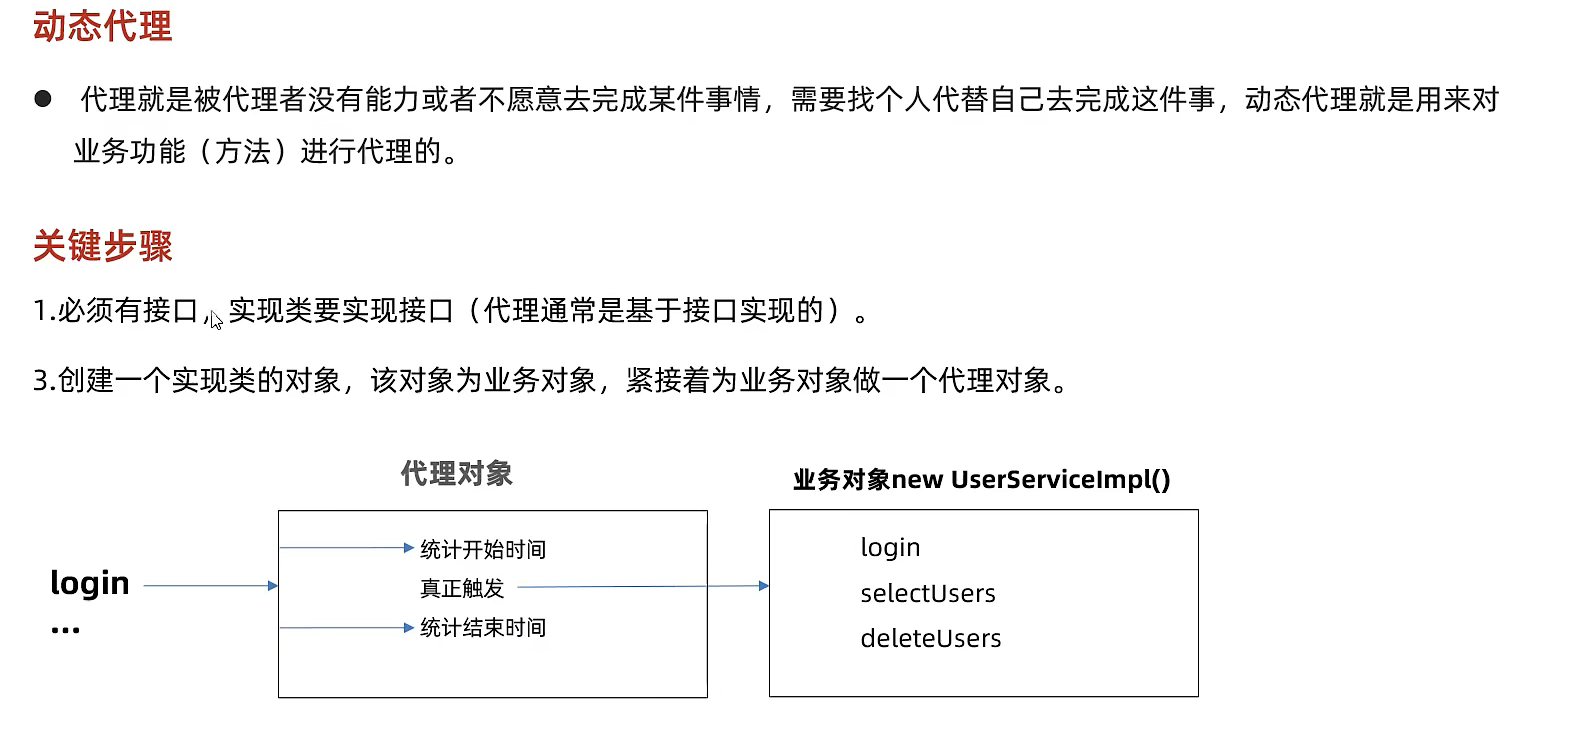 动态代理
● 代理就是被代理者没有能力或者不愿意去完成某件事情，需要找个人代替自己去完成这件事，动态代理就是用来对
业务功能（方法）进行代理的。
关键步骤
1.必须有接口，实现类要实现接口（代理通常是基于接口实现的）。
3.创建一个实现类的对象，该对象为业务对象，紧接着为业务对象做一个代理对象。
代理对象
统计开始时间
真正触发
统计结束时间
login
...
业务对象new UserServiceImpl()
login
selectUsers
deleteUsers